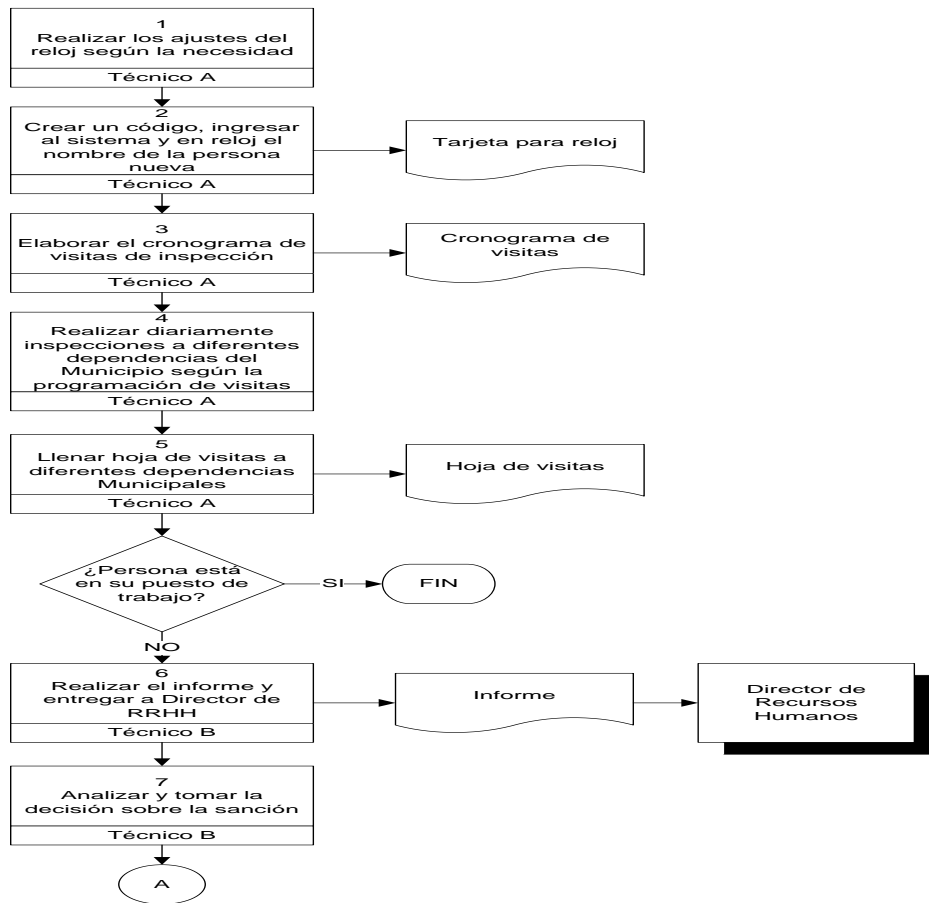 1
Realizar los ajustes del
reloj según la necesidad
Técnico A
2
Crear un código, ingresar
al sistema y en reloj el
nombre de la persona
nueva
Técnico A
Tarjeta para reloj
3
Elaborar el cronograma de
visitas de inspección
Técnico A
Cronograma de
visitas
4
Realizar diariamente
inspecciones a diferentes
dependencias del
Municipio según la
programación de visitas
Técnico A
5
Llenar hoja de visitas a
diferentes dependencias
Municipales
Técnico A
Hoja de visitas
¿Persona está
en su puesto de
trabajo?
SI
FIN
NO
6
Realizar el informe y
entregar a Director de
RRHH
Técnico B
Informe
Director de
Recursos
Humanos
7
Analizar y tomar la
decisión sobre la sanción
Técnico B
A